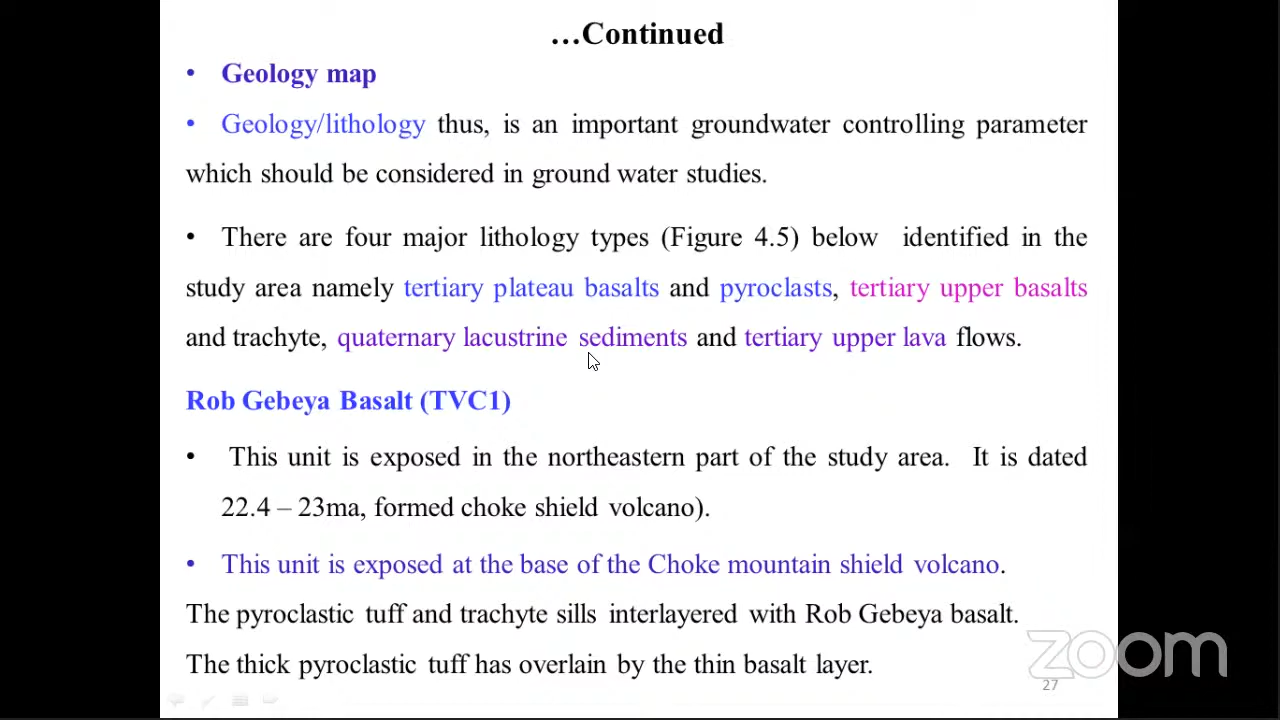 …Continued
• Geology map
• Geology/lithology thus, is an important groundwater controlling parameter
which should be considered in ground water studies.
• There are four major lithology types (Figure 4.5) below identified in the
study area namely tertiary plateau basalts and pyroclasts, tertiary upper basalts
and trachyte, quaternary lacustrine sediments and tertiary upper lava flows.
Rob Gebeya Basalt (TVC1)
• This unit is exposed in the northeastern part of the study area. It is dated
22.4 – 23ma, formed choke shield volcano).
• This unit is exposed at the base of the Choke mountain shield volcano.
The pyroclastic tuff and trachyte sills interlayered with Rob Gebeya basalt.
The thick pyroclastic tuff has overlain by the thin basalt layer.
zoom
27